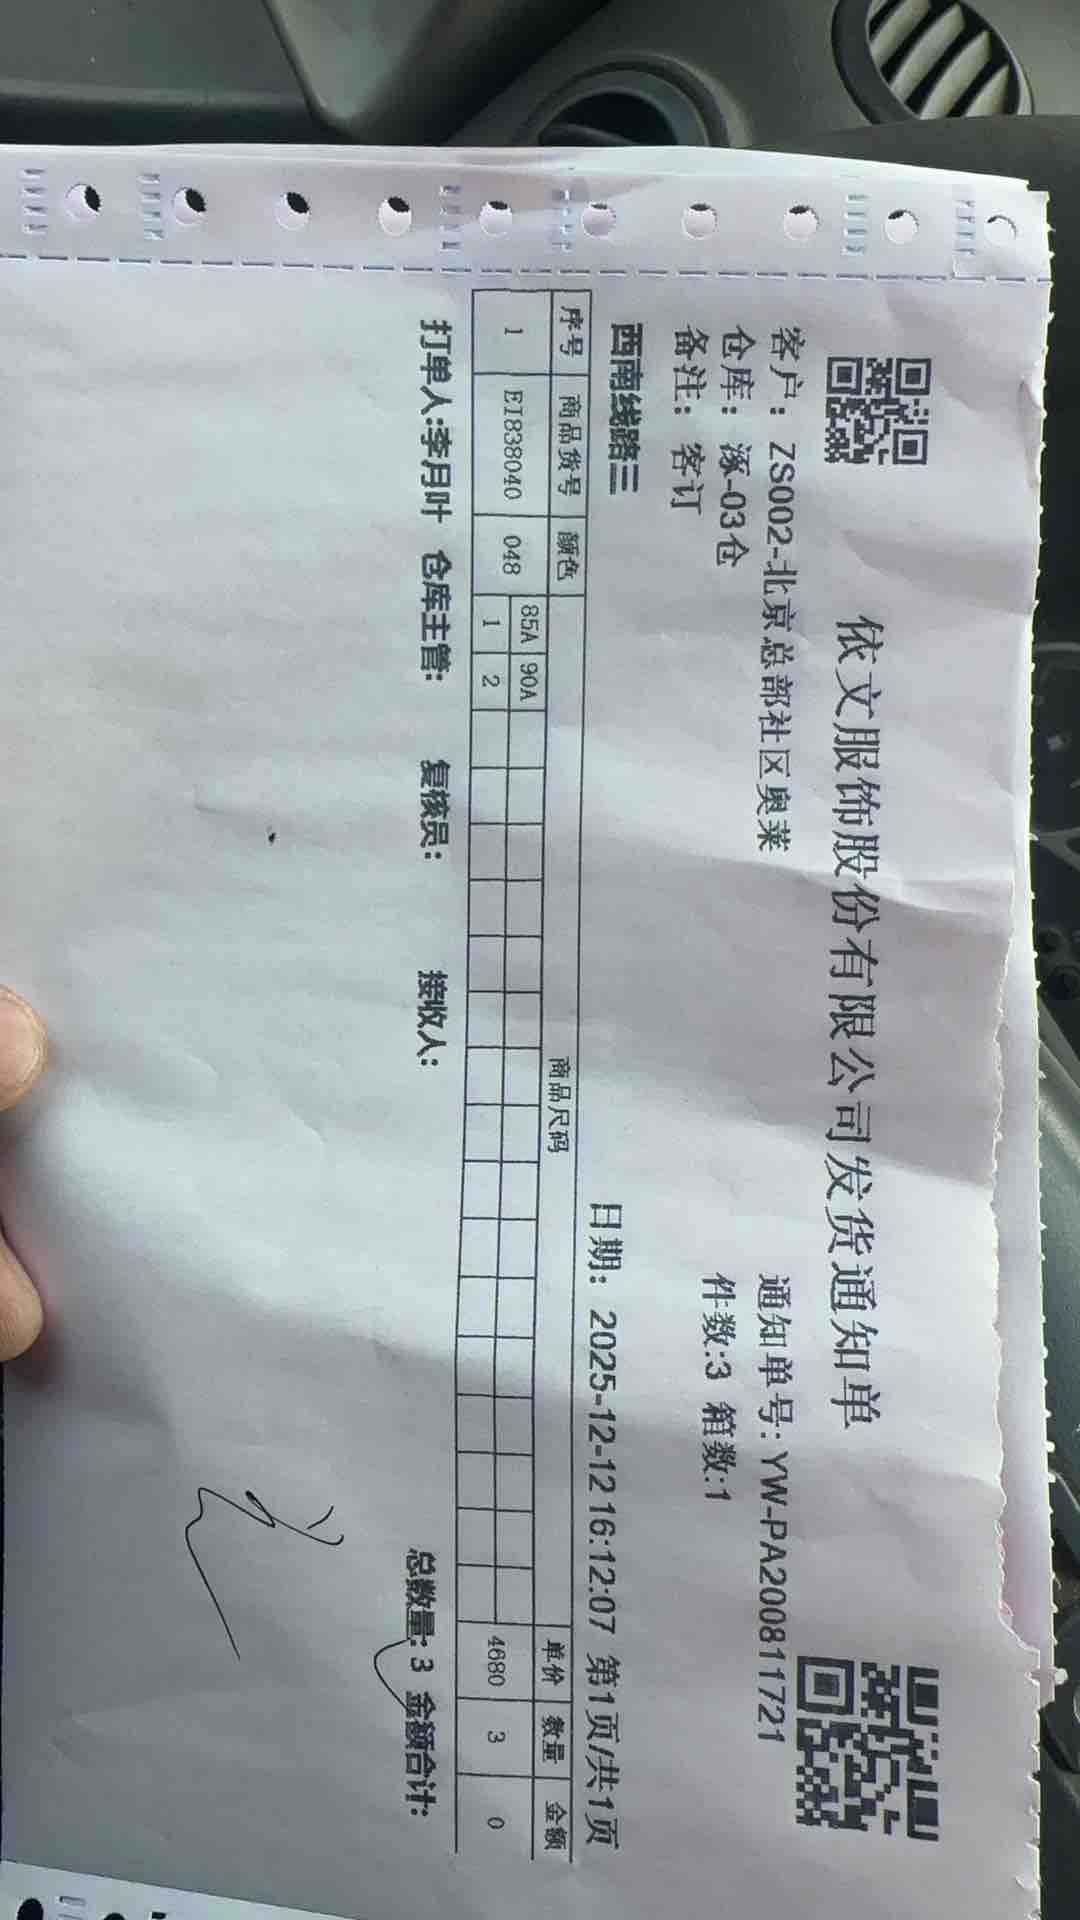 依文服饰股份有限公司发货通知单
客户: ZS002-北京总部社区奥莱 通知单号: YW-PA200811721
仓库: 涿-03仓 件数:3 箱数:1
备注: 客订
西南线路三 日期: 2025-12-12 16:12:07 第1页/共1页
序号 商品货号 颜色 商品尺码 单价 数量 金额
85A 90A
1 EI838040 048 1 2 4680 3 0
打单人:李月叶 仓库主管: 复核员: 接收人: 总数量: 3 金额合计: